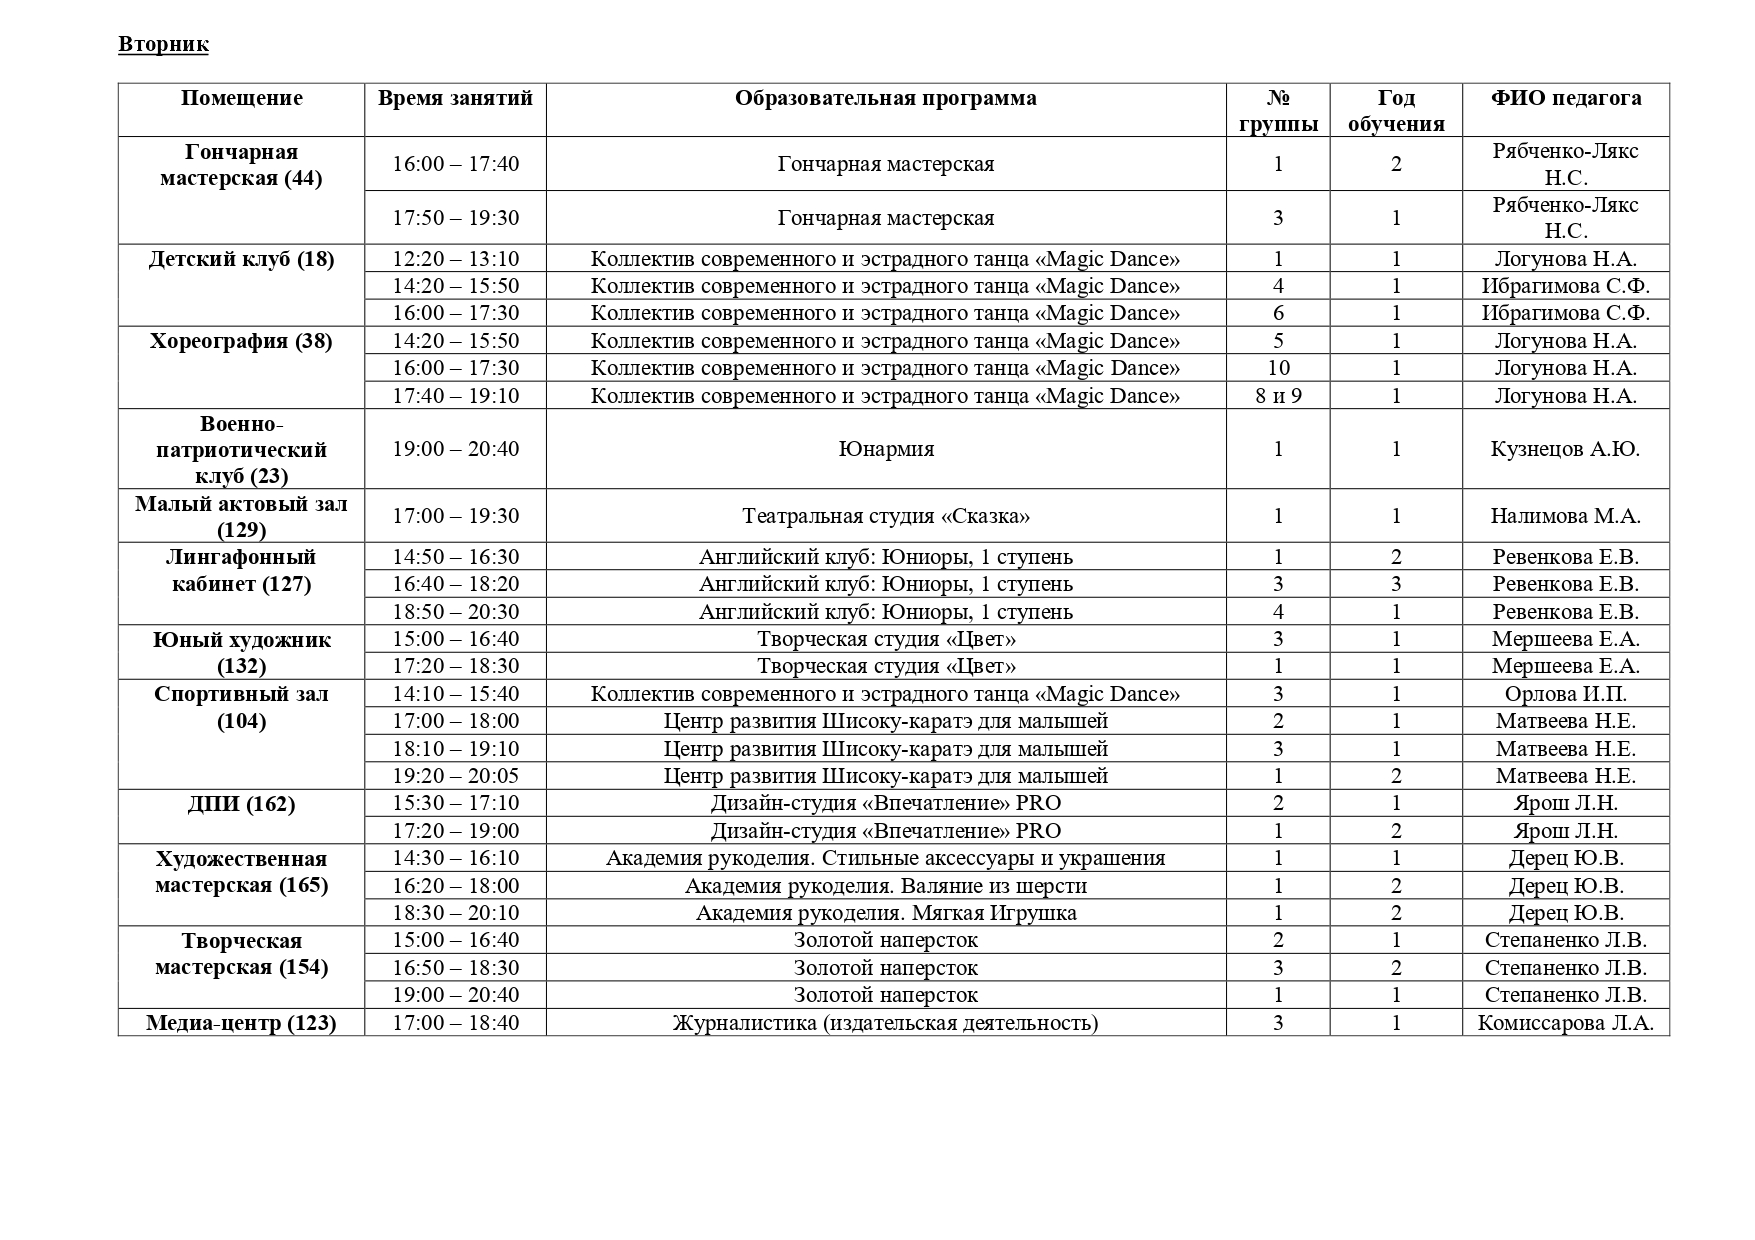 Вторник
Помещение Время занятий Образовательная программа № группы Год обучения ФИО педагога
Гончарная мастерская (44) 16:00 – 17:40 Гончарная мастерская 1 2 Рябченко-Лякс Н.С.
17:50 – 19:30 Гончарная мастерская 3 1 Рябченко-Лякс Н.С.
Детский клуб (18) 12:20 – 13:10 Коллектив современного и эстрадного танца «Magic Dance» 1 1 Логунова Н.А.
14:20 – 15:50 Коллектив современного и эстрадного танца «Magic Dance» 4 1 Ибрагимова С.Ф.
16:00 – 17:30 Коллектив современного и эстрадного танца «Magic Dance» 6 1 Ибрагимова С.Ф.
Хореография (38) 14:20 – 15:50 Коллектив современного и эстрадного танца «Magic Dance» 5 1 Логунова Н.А.
16:00 – 17:30 Коллектив современного и эстрадного танца «Magic Dance» 10 1 Логунова Н.А.
17:40 – 19:10 Коллектив современного и эстрадного танца «Magic Dance» 8 и 9 1 Логунова Н.А.
Военно-патриотический клуб (23) 19:00 – 20:40 Юнармия 1 1 Кузнецов А.Ю.
Малый актовый зал (129) 17:00 – 19:30 Театральная студия «Сказка» 1 1 Налимова М.А.
Лингафонный кабинет (127) 14:50 – 16:30 Английский клуб: Юниоры, 1 ступень 1 2 Ревенкова Е.В.
16:40 – 18:20 Английский клуб: Юниоры, 1 ступень 3 3 Ревенкова Е.В.
18:50 – 20:30 Английский клуб: Юниоры, 1 ступень 4 1 Ревенкова Е.В.
Юный художник (132) 15:00 – 16:40 Творческая студия «Цвет» 3 1 Мершеева Е.А.
17:20 – 18:30 Творческая студия «Цвет» 1 1 Мершеева Е.А.
Спортивный зал (104) 14:10 – 15:40 Коллектив современного и эстрадного танца «Magic Dance» 3 1 Орлова И.П.
17:00 – 18:00 Центр развития Шисоку-каратэ для малышей 2 1 Матвеева Н.Е.
18:10 – 19:10 Центр развития Шисоку-каратэ для малышей 3 1 Матвеева Н.Е.
19:20 – 20:05 Центр развития Шисоку-каратэ для малышей 1 2 Матвеева Н.Е.
ДПИ (162) 15:30 – 17:10 Дизайн-студия «Впечатление» PRO 2 1 Ярош Л.Н.
17:20 – 19:00 Дизайн-студия «Впечатление» PRO 1 2 Ярош Л.Н.
Художественная мастерская (165) 14:30 – 16:10 Академия рукоделия. Стильные аксессуары и украшения 1 1 Дерец Ю.В.
16:20 – 18:00 Академия рукоделия. Валяние из шерсти 1 2 Дерец Ю.В.
18:30 – 20:10 Академия рукоделия. Мягкая Игрушка 1 2 Дерец Ю.В.
Творческая мастерская (154) 15:00 – 16:40 Золотой наперсток 2 1 Степаненко Л.В.
16:50 – 18:30 Золотой наперсток 3 2 Степаненко Л.В.
19:00 – 20:40 Золотой наперсток 1 1 Степаненко Л.В.
Медиа-центр (123) 17:00 – 18:40 Журналистика (издательская деятельность) 3 1 Комиссарова Л.А.